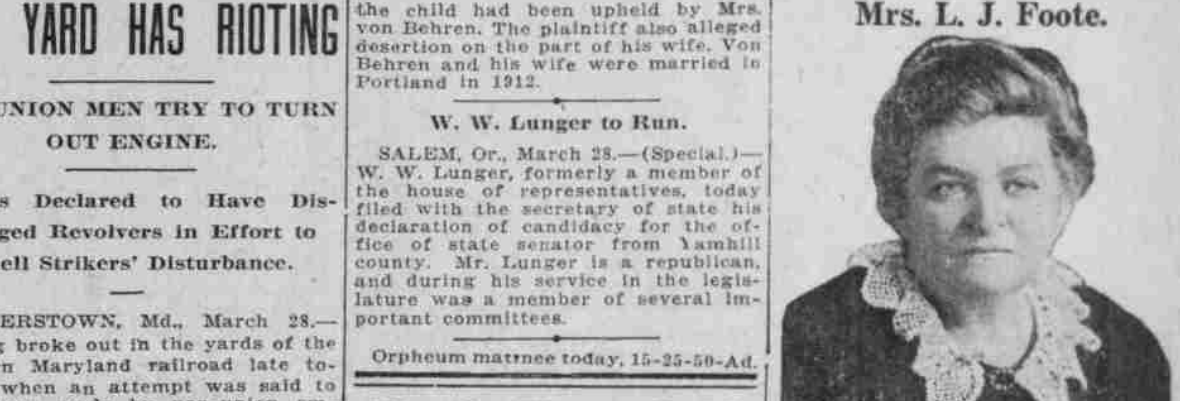 YARD HAS RIOTING
UNION MEN TRY TO TURN
OUT ENGINE.
s Declared to Have Dis-
ged Revolvers in Effort to
ell Strikers' Disturbance.
ERSTOWN, Md., March 28.—
g broke out in the yards of the
n Maryland railroad late to-
when an attempt was said to
the child had been upheld by Mrs.
von Behren. The plaintiff also alleged
desertion on the part of his wife. Von
Behren and his wife were married in
Portland in 1912.
W. W. Lunger to Run.
SALEM, Or., March 28.—(Special.)—
W. W. Lunger, formerly a member of
the house of representatives, today
filed with the secretary of state his
declaration of candidacy for the of-
fice of state senator from Yamhill
county. Mr. Lunger is a republican,
and during his service in the legis-
lature was a member of several im-
portant committees.
Orpheum matinee today, 15-25-50-Ad.
Mrs. L. J. Foote.